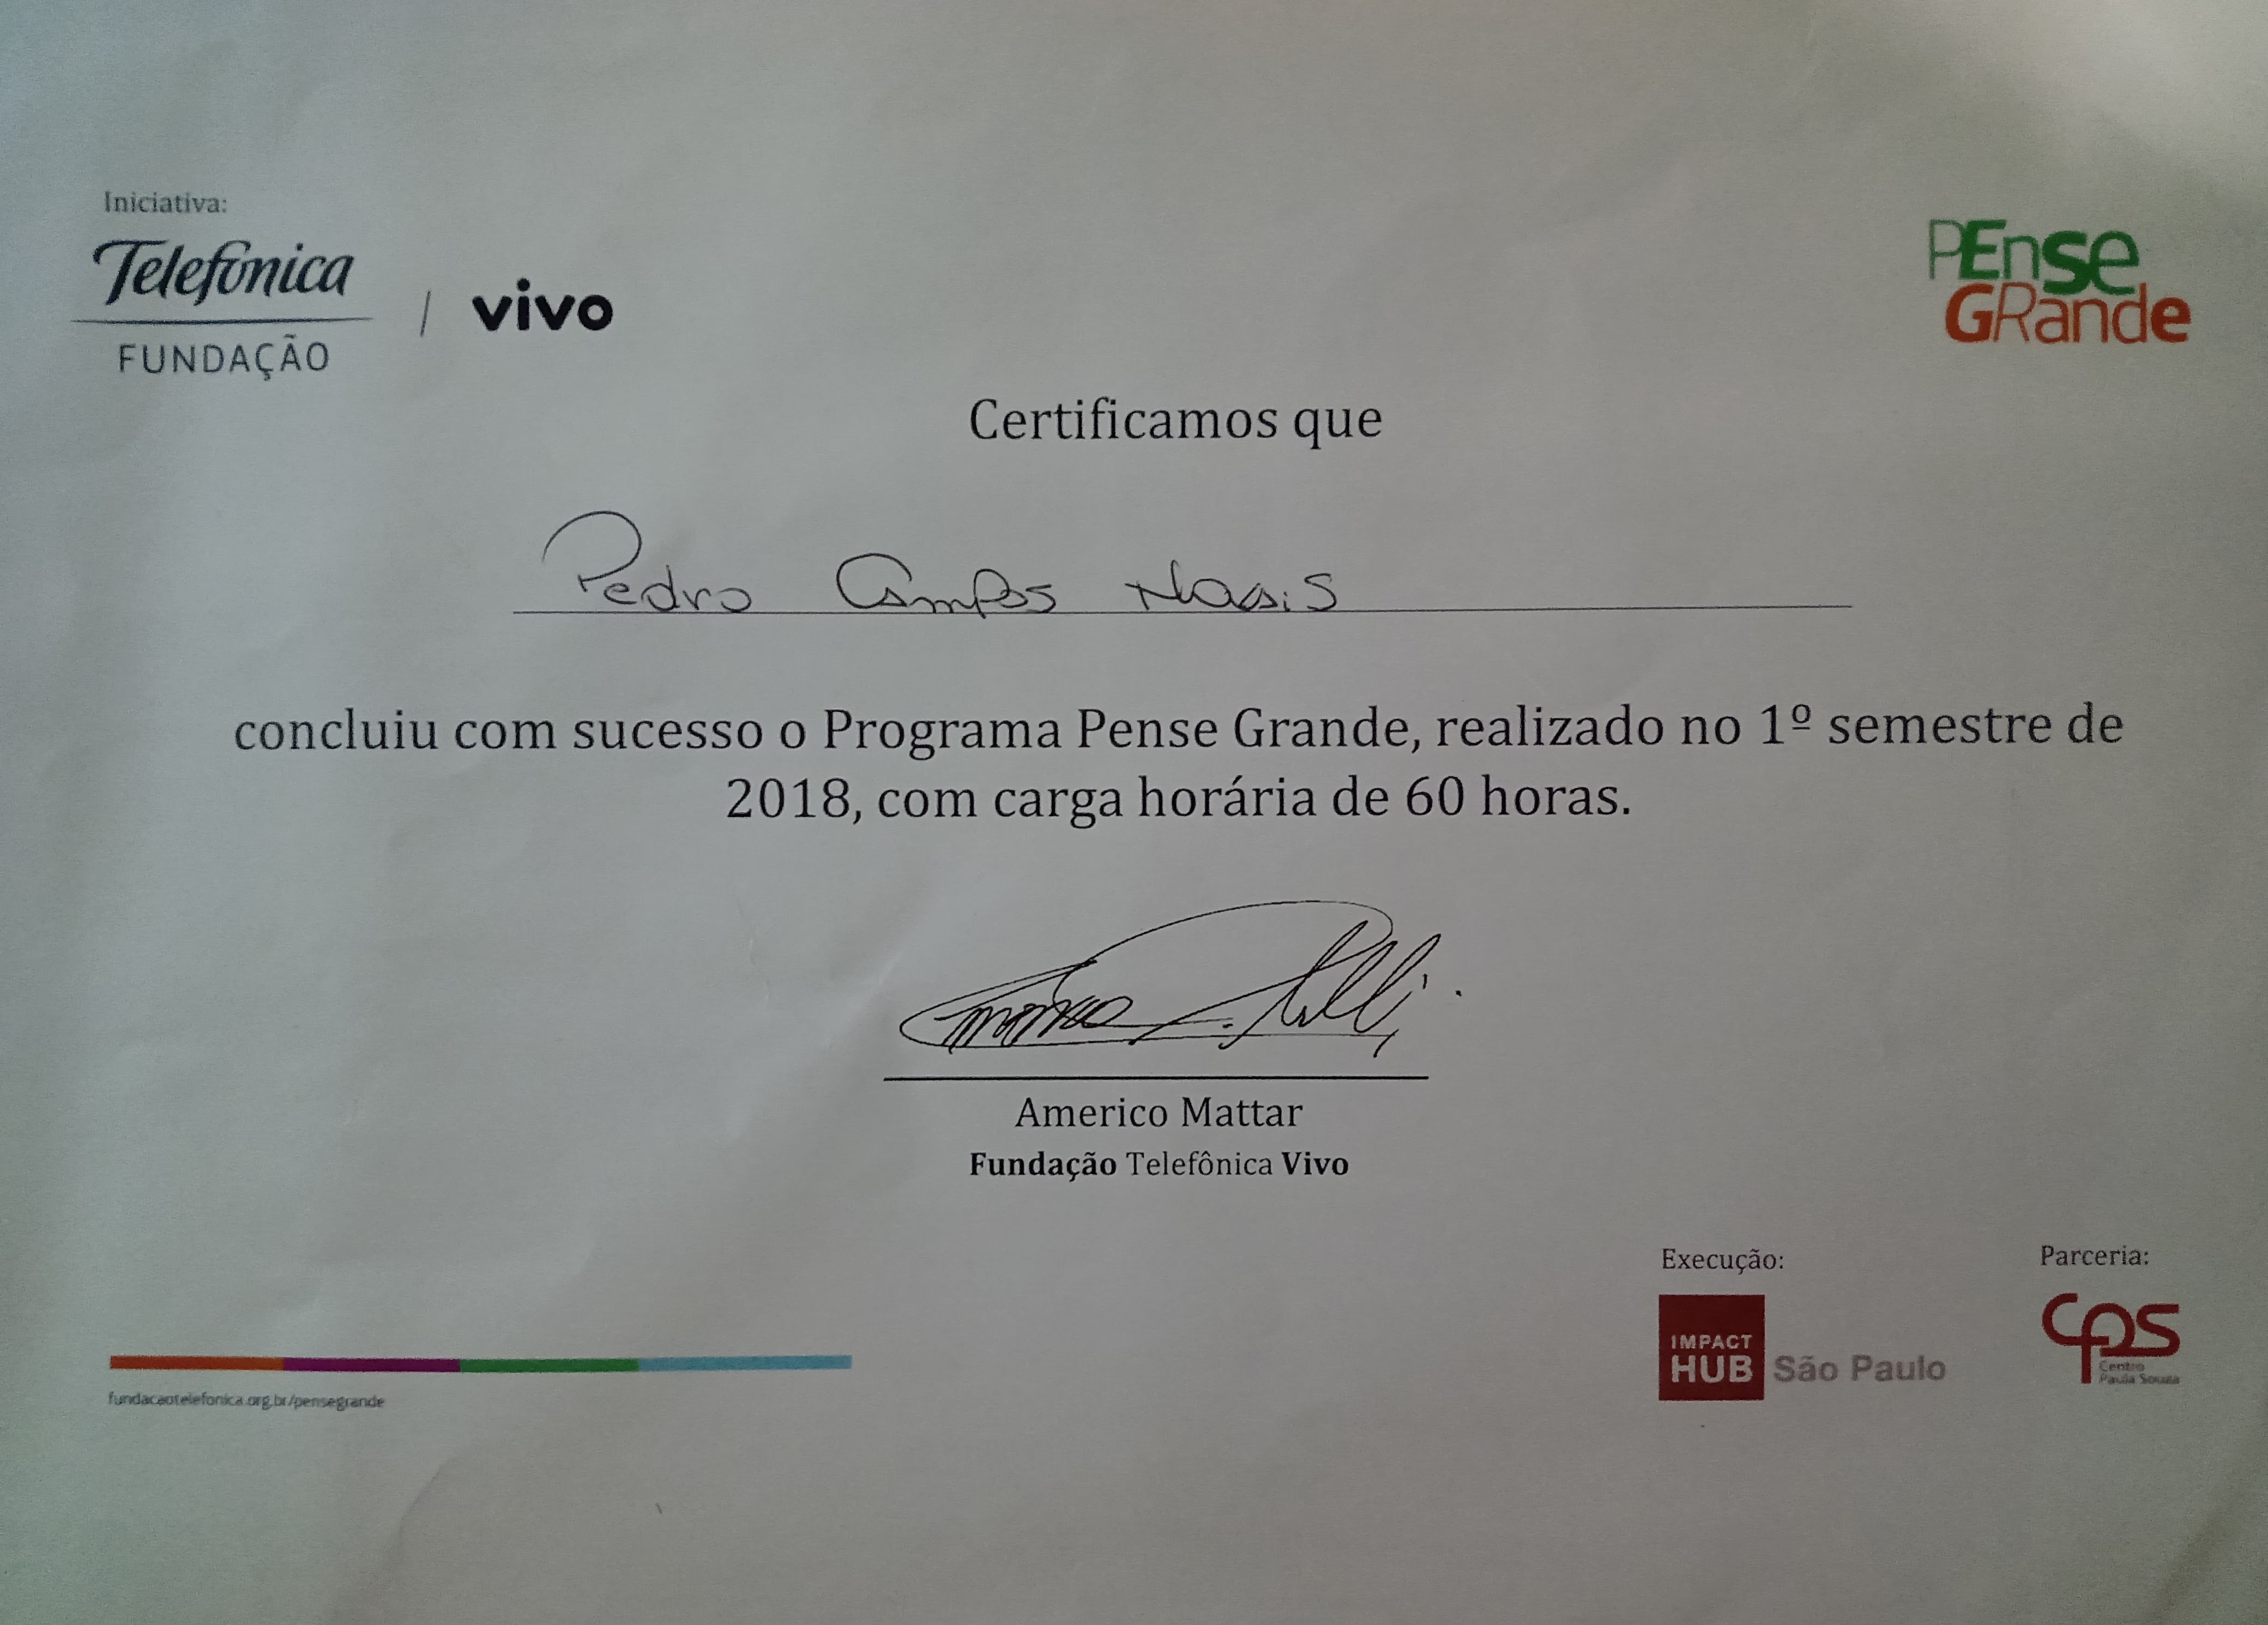 Iniciativa:
Telefónica
FUNDAÇÃO
/ vivo
PEnse
GRande
Certificamos que
Pedro Campos
concluiu com sucesso o Programa Pense Grande, realizado no 1º semestre de
2018, com carga horária de 60 horas.
Americo Mattar
Fundação Telefônica Vivo
Execução:
IMPACT
HUB São Paulo
Parceria:
cps
Centro
Paula Souza
fundacaotelefonica.org.br/pensegrande